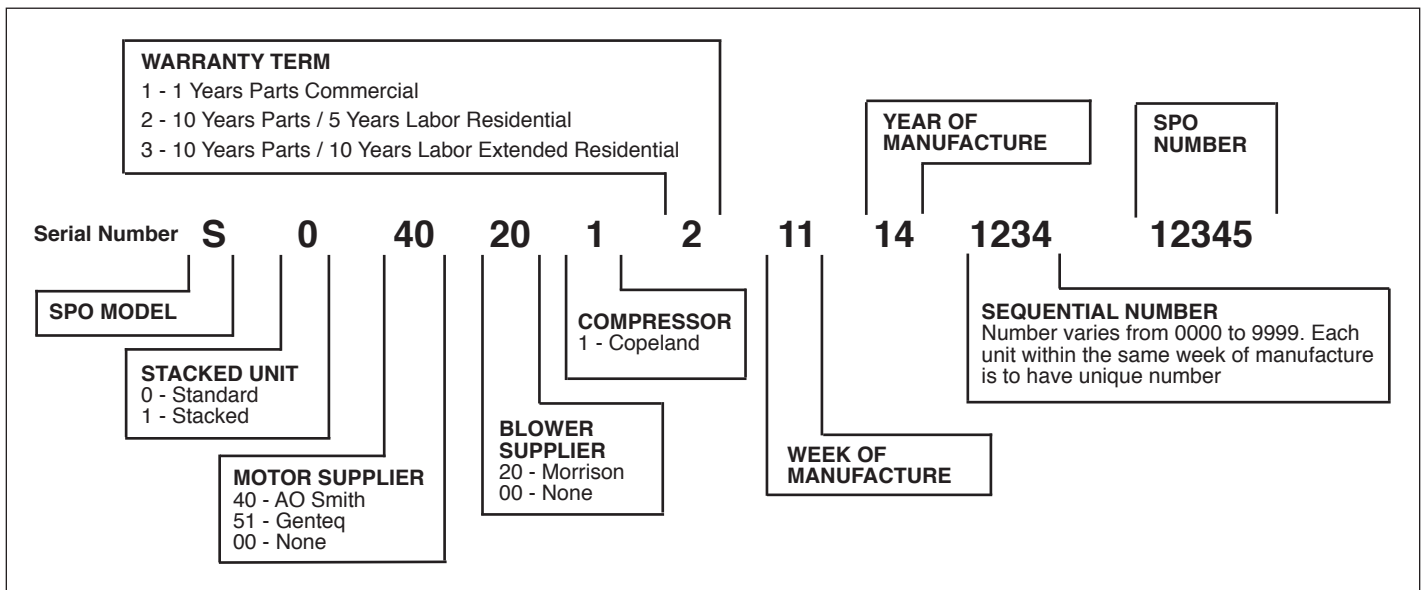 WARRANTY TERM
1 - 1 Years Parts Commercial
2 - 10 Years Parts / 5 Years Labor Residential
3 - 10 Years Parts / 10 Years Labor Extended Residential
YEAR OF
MANUFACTURE
SPO
NUMBER
Serial Number S 0 40 20 1 2 11 14 1234 12345
SPO MODEL
STACKED UNIT
0 - Standard
1 - Stacked
MOTOR SUPPLIER
40 - AO Smith
51 - Genteq
00 - None
BLOWER
SUPPLIER
20 - Morrison
00 - None
COMPRESSOR
1 - Copeland
WEEK OF
MANUFACTURE
SEQUENTIAL NUMBER
Number varies from 0000 to 9999. Each
unit within the same week of manufacture
is to have unique number